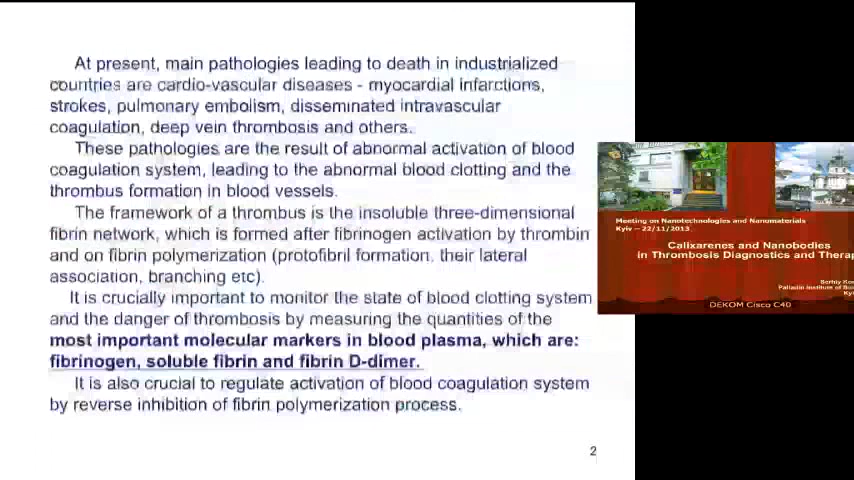 At present, main pathologies leading to death in industrialized
countries are cardio-vascular diseases - myocardial infarctions,
strokes, pulmonary embolism, disseminated intravascular
coagulation, deep vein thrombosis and others.
These pathologies are the result of abnormal activation of blood
coagulation system, leading to the abnormal blood clotting and the
thrombus formation in blood vessels.
The framework of a thrombus is the insoluble three-dimensional
fibrin network, which is formed after fibrinogen activation by thrombin
and on fibrin polymerization (protofibril formation, their lateral
association, branching etc).
It is crucially important to monitor the state of blood clotting system
and the danger of thrombosis by measuring the quantities of the
most important molecular markers in blood plasma, which are:
fibrinogen, soluble fibrin and fibrin D-dimer.
It is also crucial to regulate activation of blood coagulation system
by reverse inhibition of fibrin polymerization process.
2
Meeting on Nanotechnologies and Nanomaterials
Kyiv – 22/11/2013
Calixarenes and Nanobodies
in Thrombosis Diagnostics and Therap
Palladin Institute of
DEKOM Cisco C40